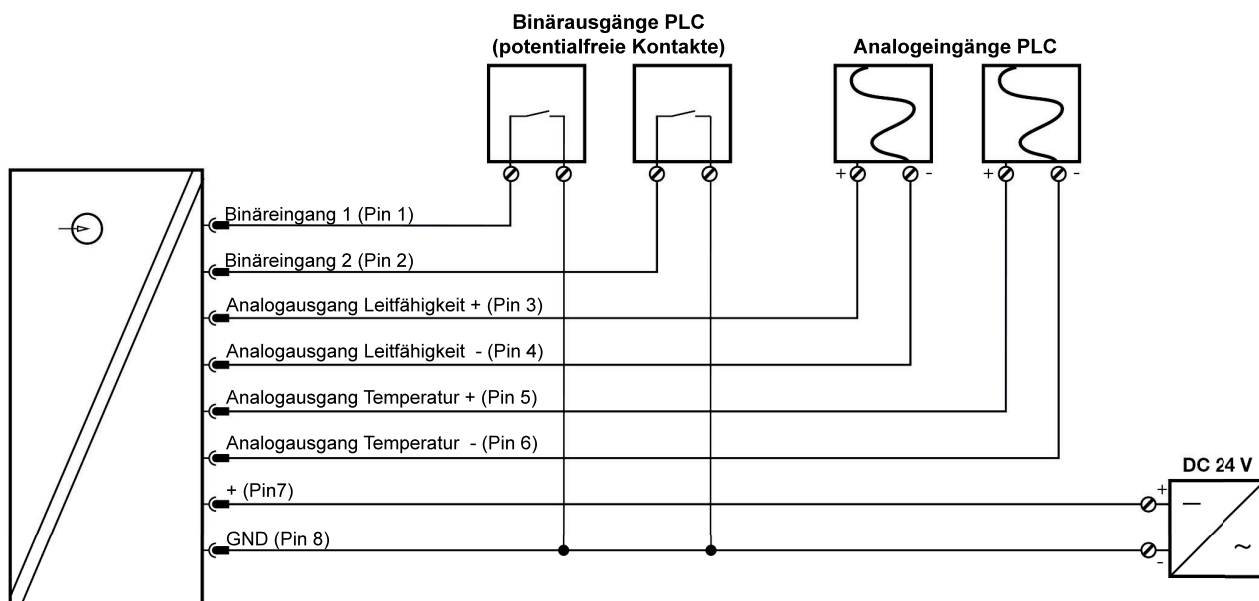 Binärausgänge PLC
(potentialfreie Kontakte)
Analogeingänge PLC
+ -
+ -
Binäreingang 1 (Pin 1)
Binäreingang 2 (Pin 2)
Analogausgang Leitfähigkeit + (Pin 3)
Analogausgang Leitfähigkeit - (Pin 4)
Analogausgang Temperatur + (Pin 5)
Analogausgang Temperatur - (Pin 6)
DC 24 V
+ (Pin7)
+
GND (Pin 8)
-
~